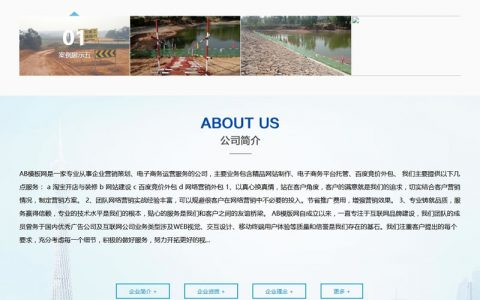 01
案例展示五
ABOUT US
公司简介
AB模板网是一家专业从事企业营销策划、电子商务运营服务的公司，主要业务包含精品网站制作、电子商务平台托管、百度竞价外包、 我们主要提供以下几
点服务： a 淘宝开店与装修 b 网站建设 c 百度竞价外包 d 网络营销外包 1、以真心换真情，站在客户角度，客户的满意就是我们的追求，切实结合客户营销
情况，制定营销方案。 2、团队网络营销实战经验丰富，可以规避很客户在网络营销中不必要的投入。节省推广费用，增强营销效果。 3、专业铸就品质，服
务赢得信赖，专业的技术水平是我们的根本，贴心的服务是我们和客户之间的友谊桥梁。 AB模版网自成立以来，一直专注于互联网品牌建设，我们团队的成
员曾务于国内优秀广告公司及互联网公司业务类型涉及WEB视觉、交互设计、移动终端用户体验等质量和信誉是我们存在的基石。我们注重客户提出的每个
要求，充分考虑每一个细节，积极的做好服务，努力开拓更好的视...
企业简介 +
企业资质 +
企业理念 +
更多 +